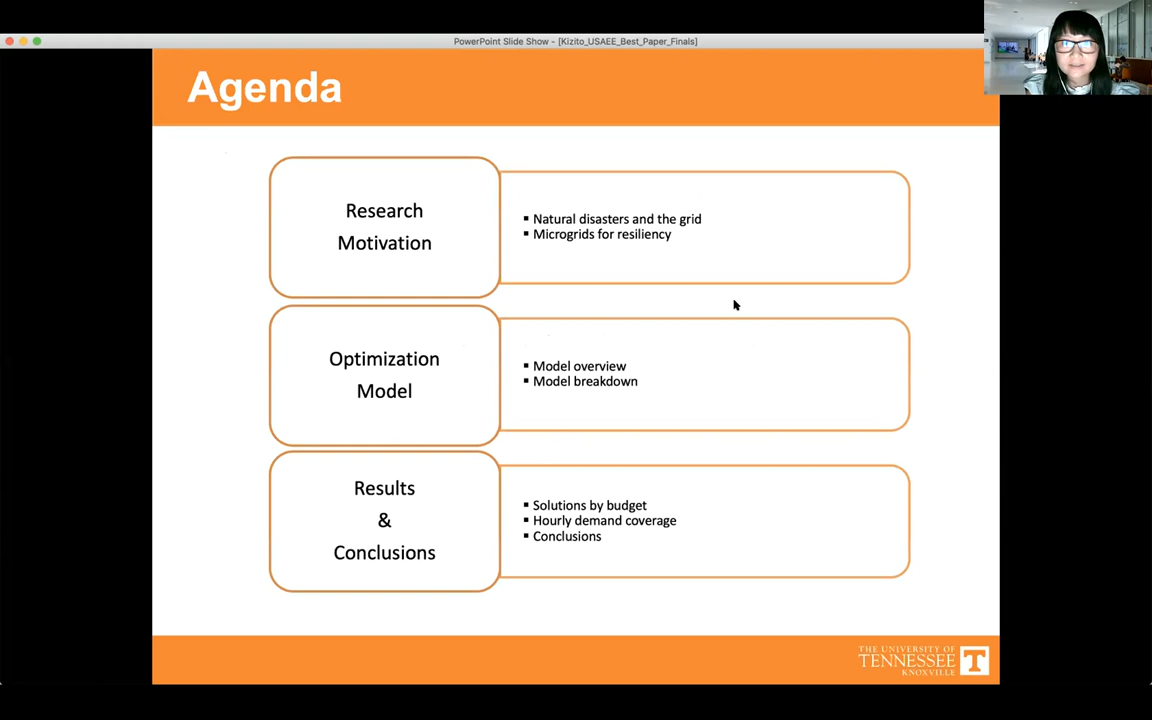 PowerPoint Slide Show - [Kizito_USAEE_Best_Paper_Finals]
Agenda
Research
Motivation
▪ Natural disasters and the grid
▪ Microgrids for resiliency
Optimization
Model
▪ Model overview
▪ Model breakdown
Results
&
Conclusions
▪ Solutions by budget
▪ Hourly demand coverage
▪ Conclusions
THE UNIVERSITY OF
TENNESSEE
KNOXVILLE
T